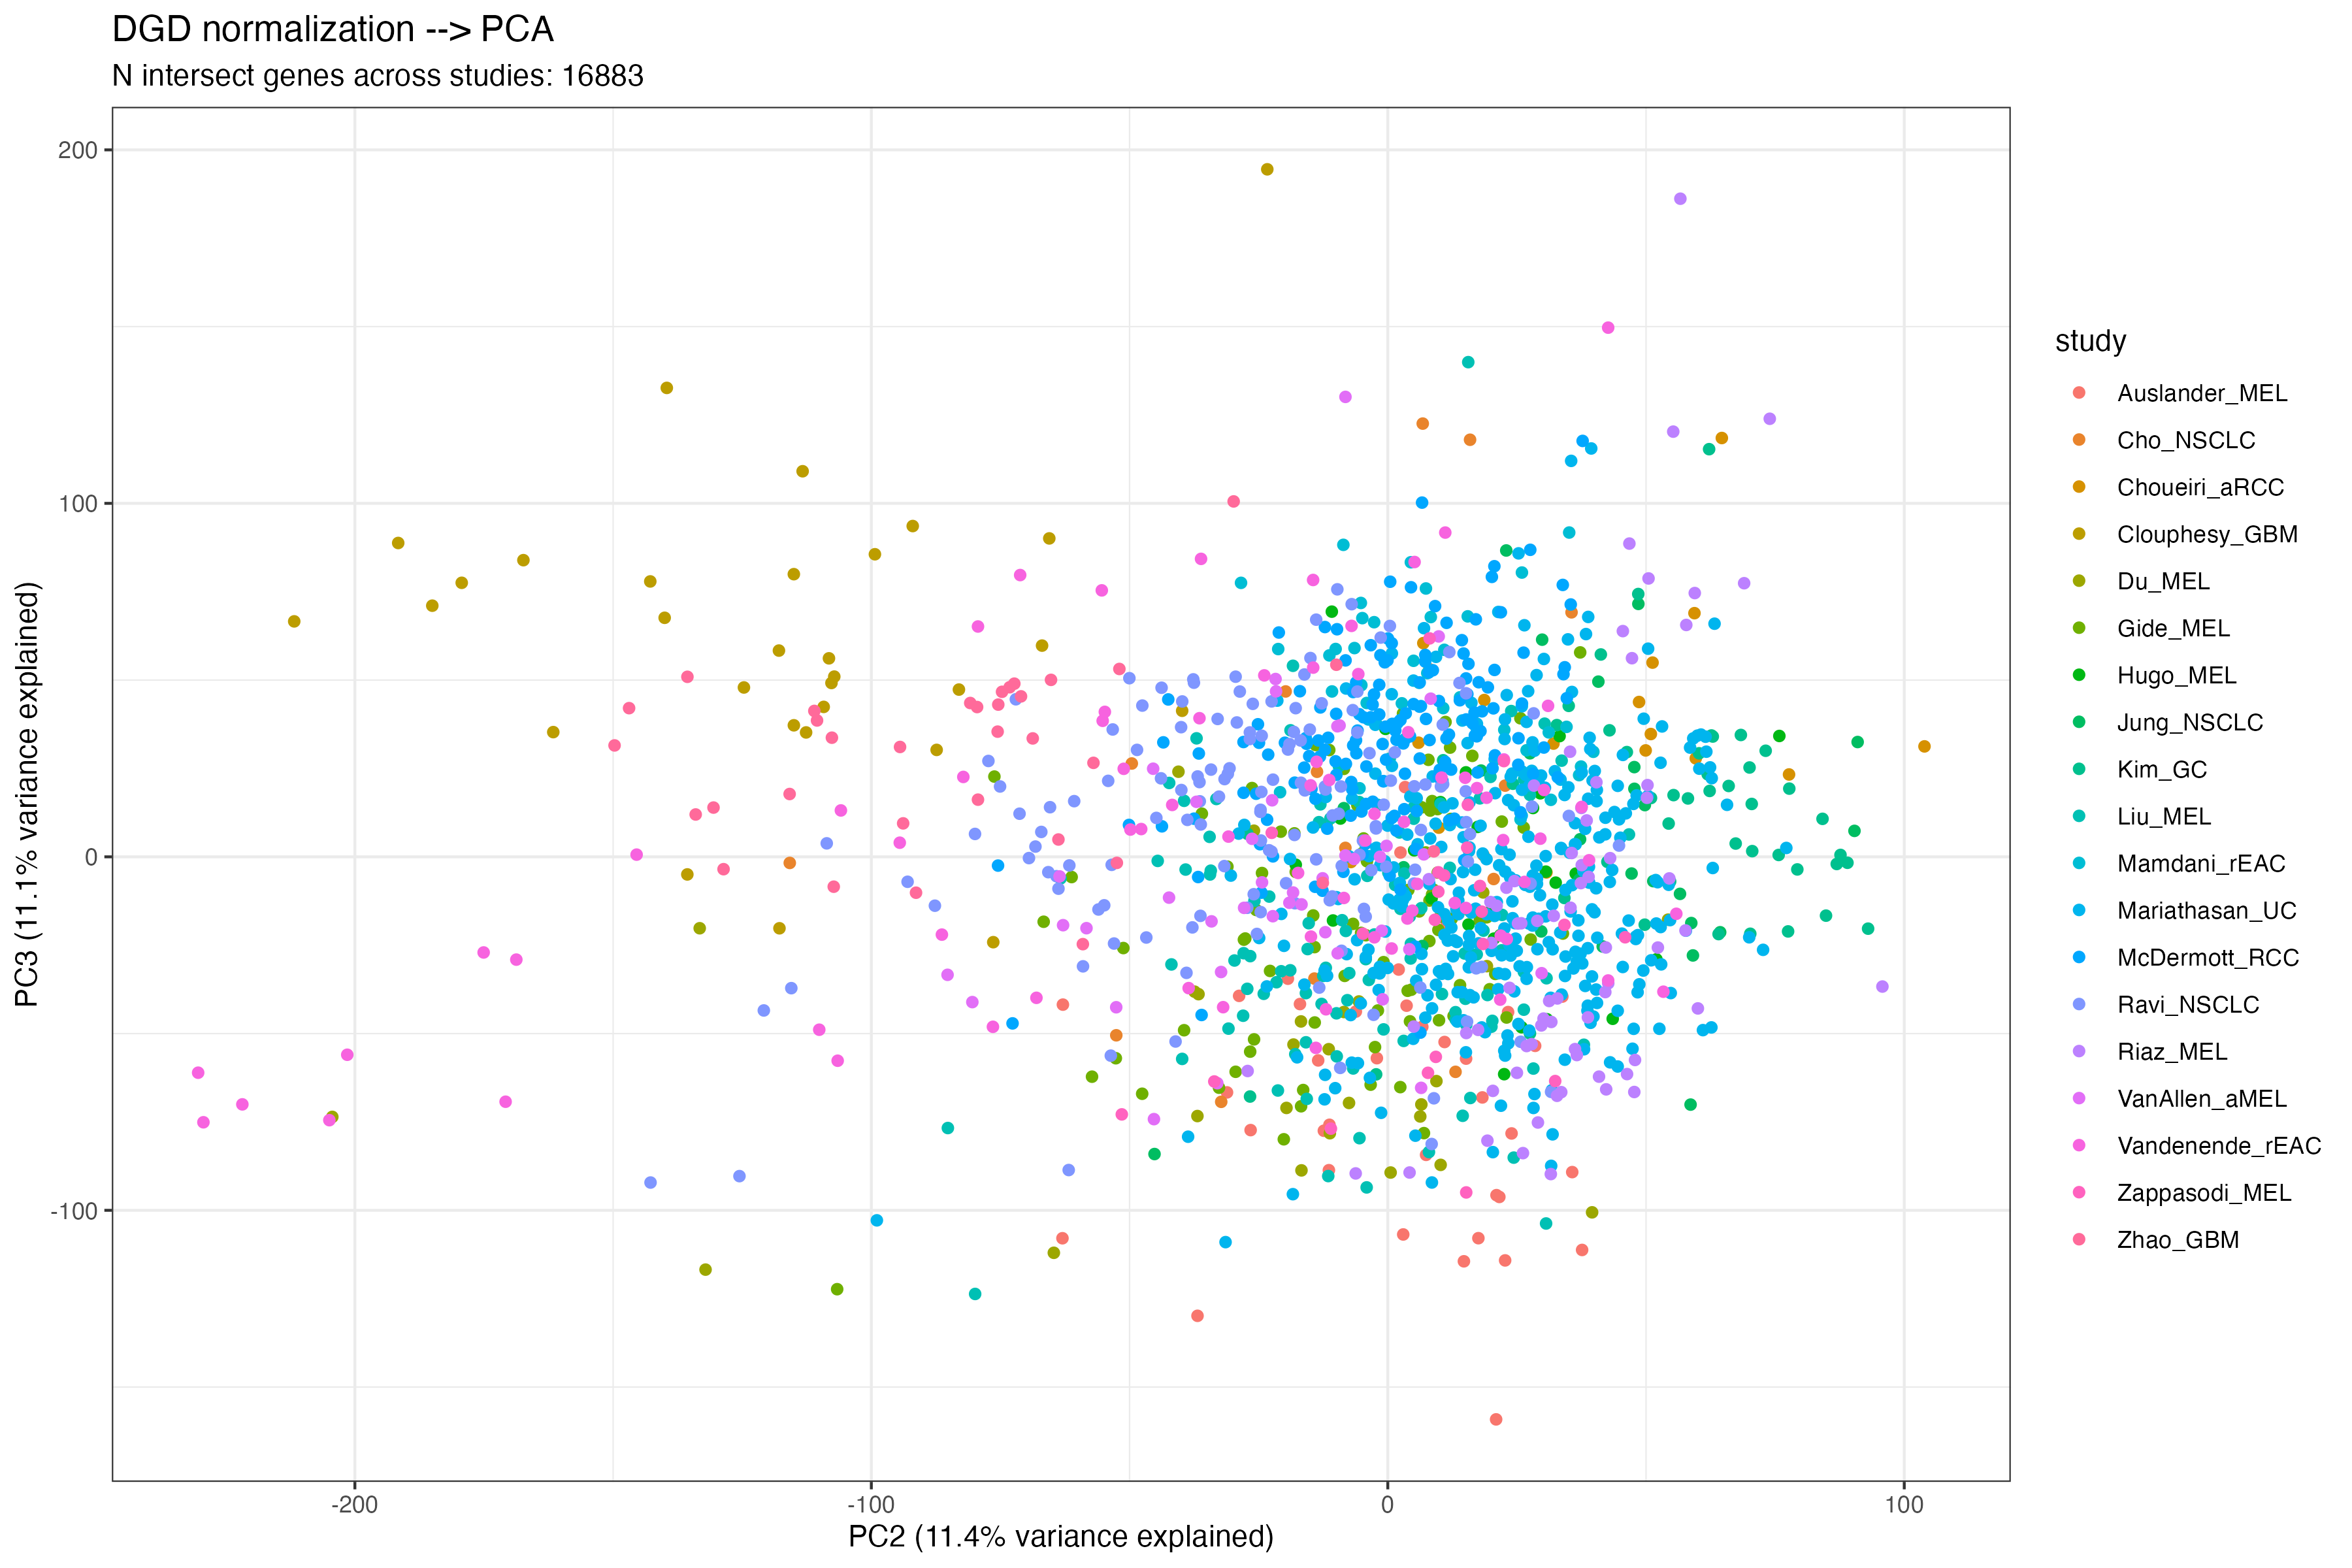 DGD normalization --> PCA
N intersect genes across studies: 16883
200
100
0
-100
PC3 (11.1% variance explained)
-200
-100
0
100
PC2 (11.4% variance explained)
study
Auslander_MEL
Cho_NSCLC
Choueiri_aRCC
Clouphesy_GBM
Du_MEL
Gide_MEL
Hugo_MEL
Jung_NSCLC
Kim_GC
Liu_MEL
Mamdani_rEAC
Mariathasan_UC
McDermott_RCC
Ravi_NSCLC
Riaz_MEL
VanAllen_aMEL
Vandenende_rEAC
Zappasodi_MEL
Zhao_GBM